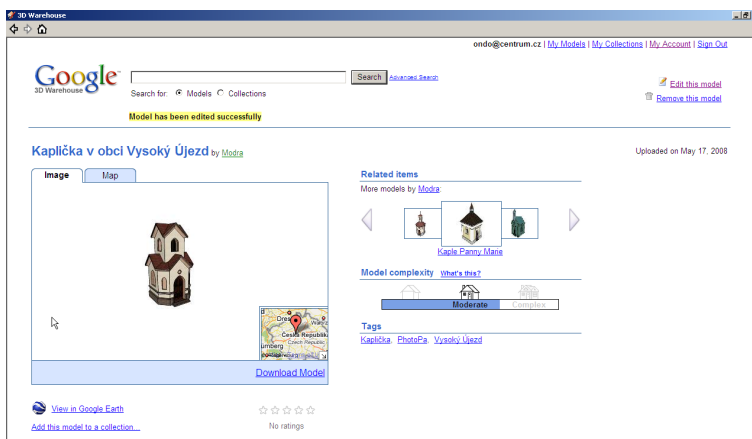 3D Warehouse
ondo@centrum.cz | My Models | My Collections | My Account | Sign Out
Google
3D Warehouse
Search
Advanced Search
Search for: Models Collections
Edit this model
Remove this model
Model has been edited successfully
Kaplička v obci Vysoký Újezd by Modra
Uploaded on May 17, 2008
Image
Map
Related items
More models by Modra:
Kaple Panny Marie
Model complexity What's this?
Moderate
Complex
Tags
Kaplička, PhotoPa, Vysoký Újezd
Česká Republika
Czech Republic
Download Model
View in Google Earth
Add this model to a collection...
No ratings